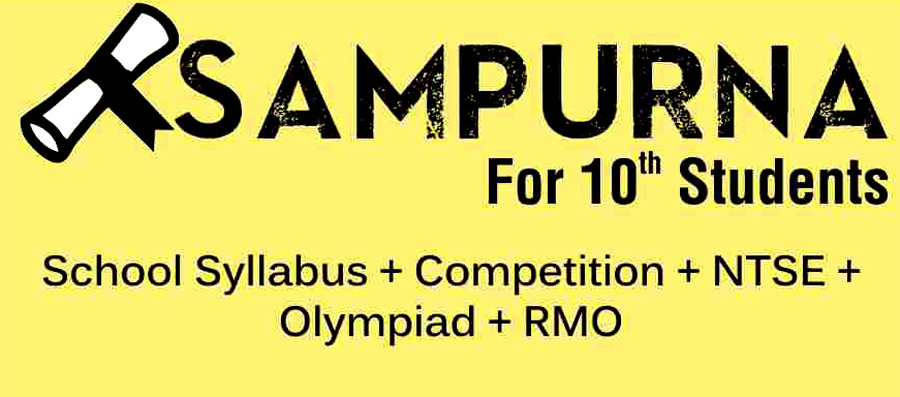 SAMPURNA
For 10th Students
School Syllabus + Competition + NTSE +
Olympiad + RMO